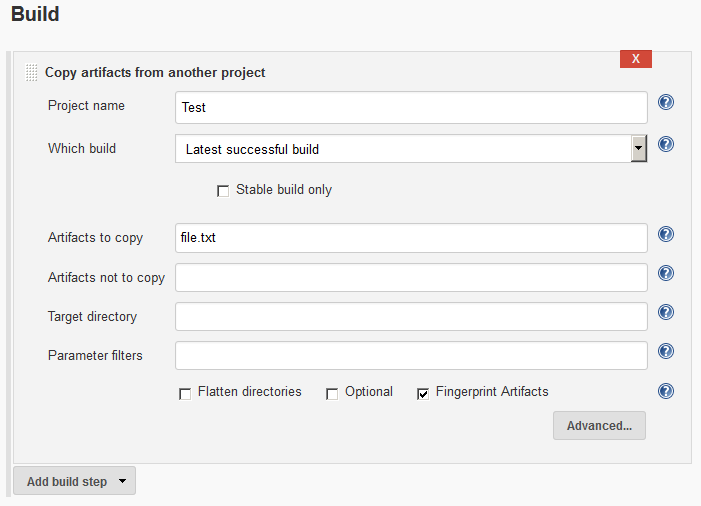 Build
Copy artifacts from another project
X
Project name
Test
?
Which build
Latest successful build
?
Stable build only
Artifacts to copy
file.txt
?
Artifacts not to copy
?
Target directory
?
Parameter filters
?
Flatten directories
Optional
Fingerprint Artifacts
?
Advanced...
Add build step